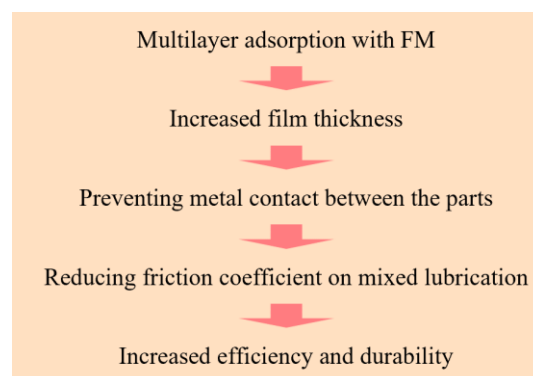 Multilayer adsorption with FM
Increased film thickness
Preventing metal contact between the parts
Reducing friction coefficient on mixed lubrication
Increased efficiency and durability